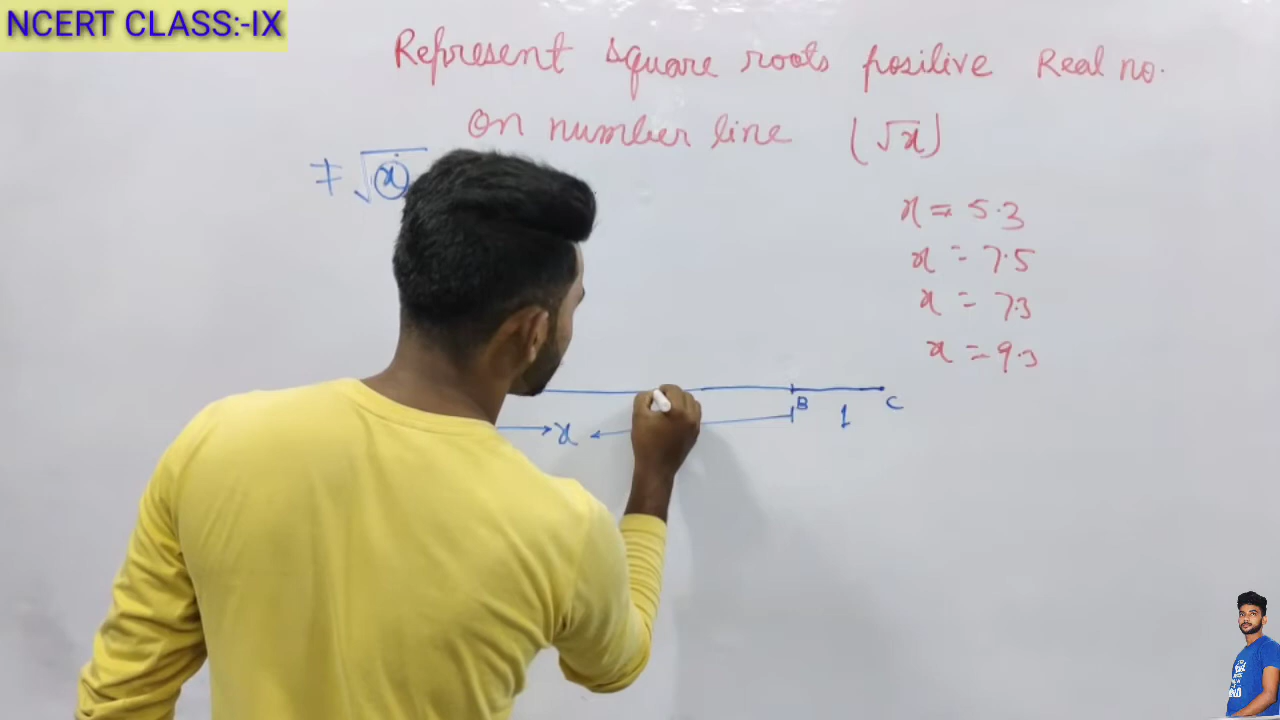 NCERT CLASS:-IX
Represent square roots positive Real no.
on number line (√x)
7 √x
x = 5.3
x = 7.5
x = 7.3
x = 9.3
B 1 C
x